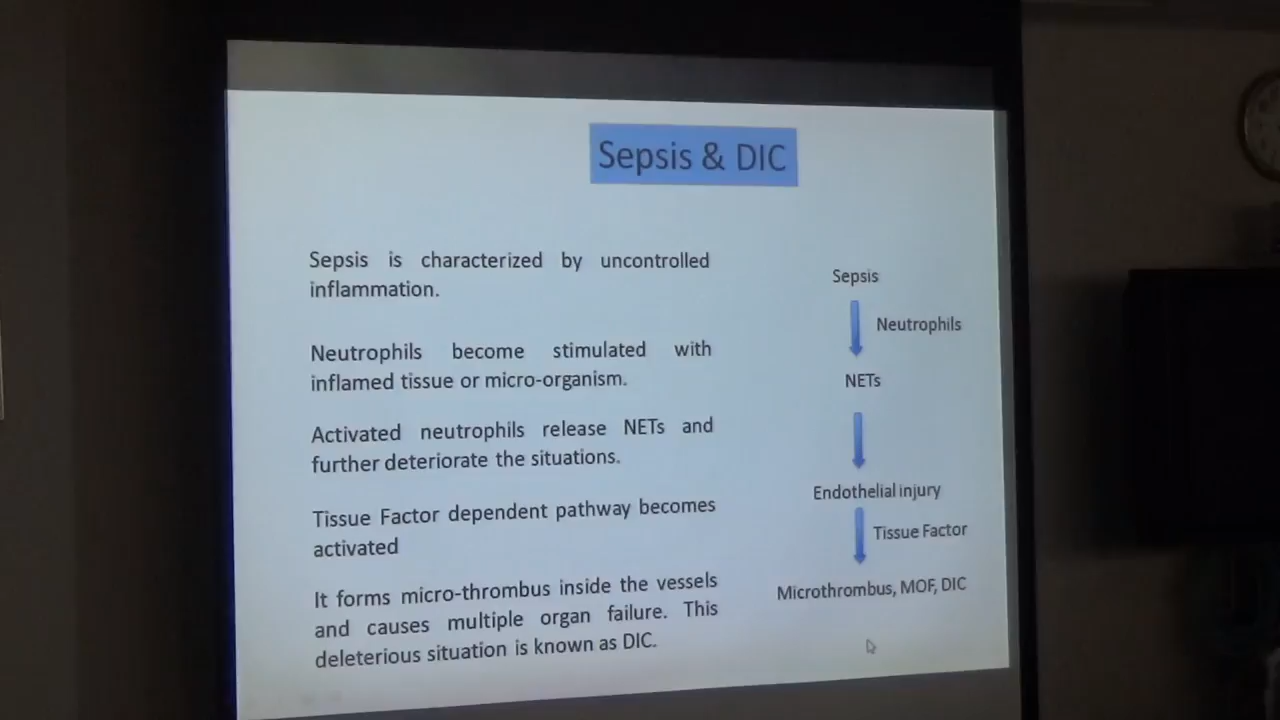 Sepsis & DIC
Sepsis is characterized by uncontrolled
inflammation.
Neutrophils become stimulated with
inflamed tissue or micro-organism.
Activated neutrophils release NETs and
further deteriorate the situations.
Tissue Factor dependent pathway becomes
activated
It forms micro-thrombus inside the vessels
and causes multiple organ failure. This
deleterious situation is known as DIC.
Sepsis
Neutrophils
NETs
Endothelial injury
Tissue Factor
Microthrombus, MOF, DIC